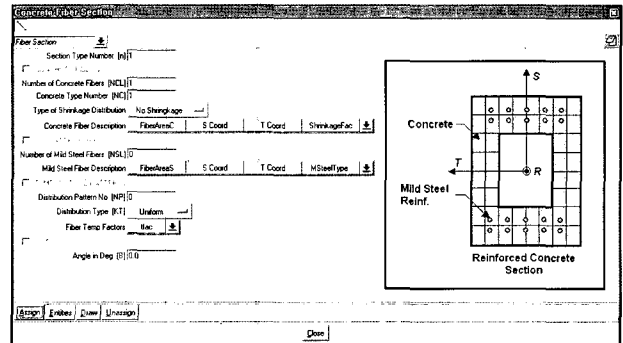 Concrete Fiber Section
Fiber Section
Section Type Number [n] 1
Number of Concrete Fibers [NCL] 1
Concrete Type Number [NC] 1
Type of Shrinkage Distribution No Shringkage
Concrete Fiber Description FiberAreaC S Coord T Coord ShrinkageFac
Number of Mild Steel Fibers [NSL] 0
Mild Steel Fiber Description FiberAreaS S Coord T Coord MSteelType
Distribution Pattern No [NP] 0
Distribution Type [KT] Uniform
Fiber Temp Factors tfac
Angle in Deg [B] 0.0
S
Concrete
T
R
Mild Steel
Reinf.
Reinforced Concrete
Section
Assign Entities Draw Unassign
Close